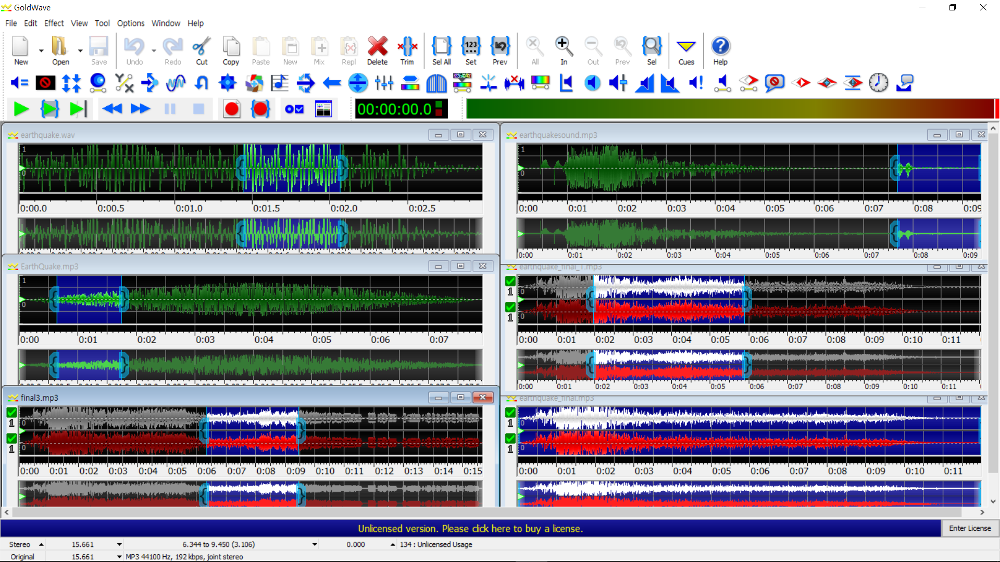 GoldWave
File Edit Effect View Tool Options Window Help
New Open Save Undo Redo Cut Copy Paste New Mix Repl Delete Trim Sel All Set Prev All In Out Prev Sel Cues Help
123
00:00:00.0
earthquake.wav
1
0
0:00.0 0:00.5 0:01.0 0:01.5 0:02.0 0:02.5
earthquakesound.mp3
1
0
0:00 0:01 0:02 0:03 0:04 0:05 0:06 0:07 0:08 0:09
0:00 0:01 0:02 0:03 0:04 0:05 0:06 0:07 0:08 0:09
EarthQuake.mp3
1
0
0:00 0:01 0:02 0:03 0:04 0:05 0:06 0:07
earthquake_final_1.mp3
1 0
1 0
0:00 0:01 0:02 0:03 0:04 0:05 0:06 0:07 0:08 0:09 0:10 0:11
0:00 0:01 0:02 0:03 0:04 0:05 0:06 0:07 0:08 0:09 0:10 0:11
final3.mp3
1 0
1 0
0:00 0:01 0:02 0:03 0:04 0:05 0:06 0:07 0:08 0:09 0:10 0:11 0:12 0:13 0:14 0:15
earthquake_final.mp3
1 0
1 0
0:00 0:01 0:02 0:03 0:04 0:05 0:06 0:07 0:08 0:09 0:10 0:11
Unlicensed version. Please click here to buy a license.
Enter License
Stereo 15.661 6.344 to 9.450 (3.106) 0.000 134 : Unlicensed Usage
Original 15.661 MP3 44100 Hz, 192 kbps, joint stereo